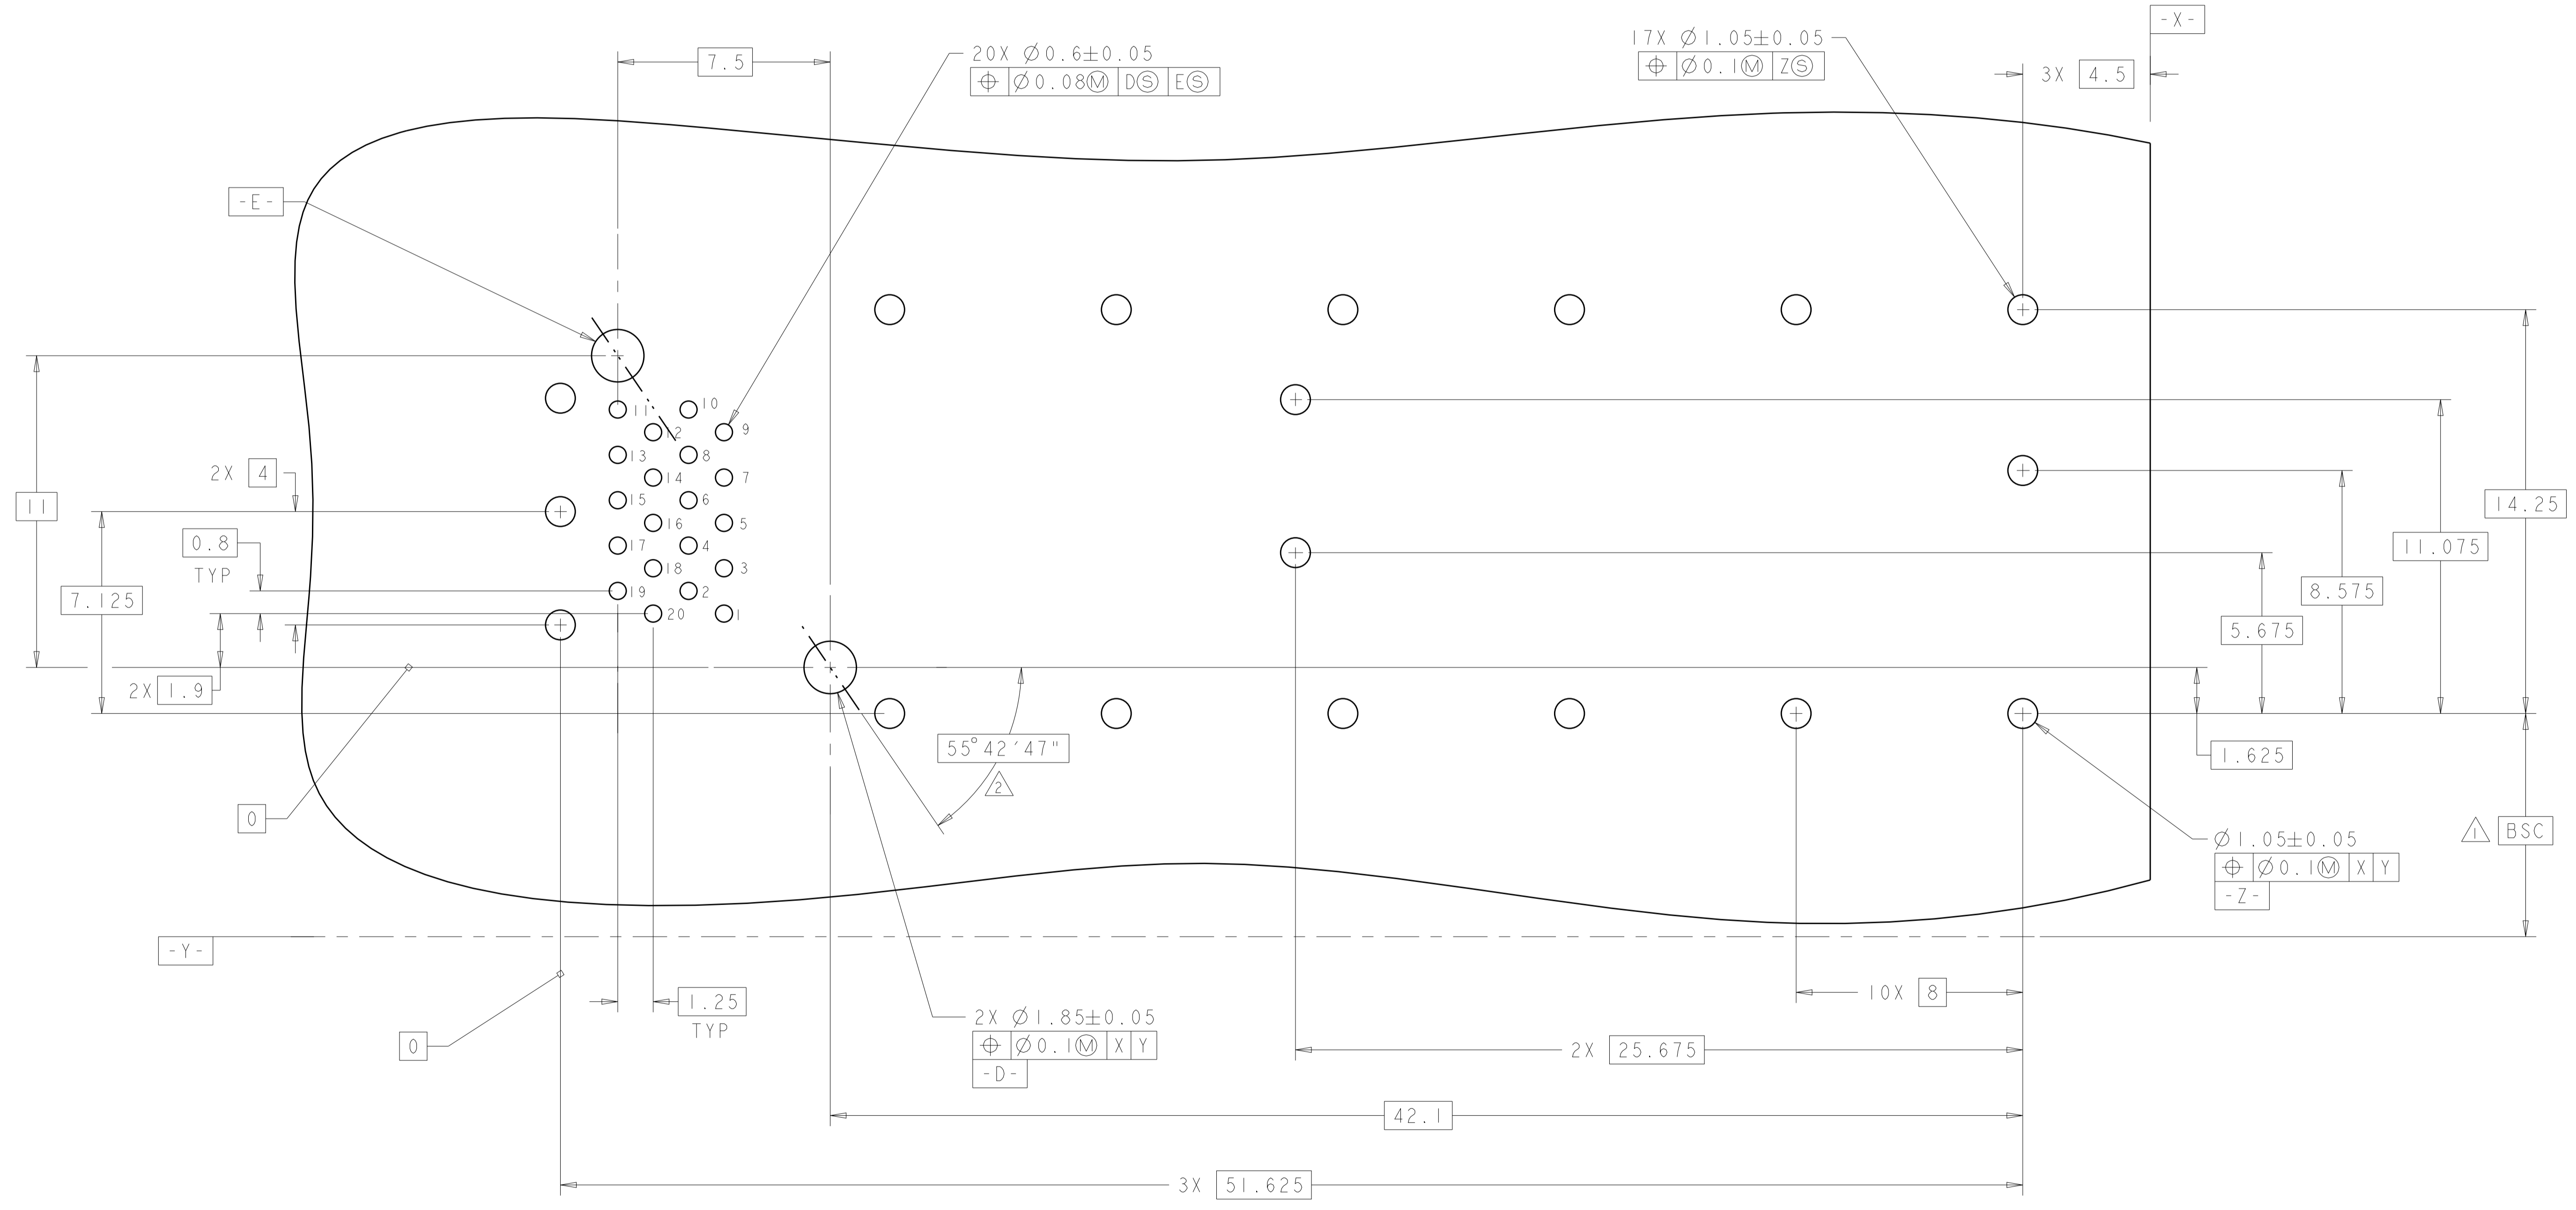 -X-
7.5
20X Ø0.6±0.05
⌖ Ø0.08Ⓜ DⓈ EⓈ
17X Ø1.05±0.05
⌖ Ø0.1Ⓜ ZⓈ
3X 4.5
-E-
11
10
12
9
13
8
14
7
15
6
16
5
17
4
18
3
19
2
20
1
2X 4
11
0.8
TYP
7.125
2X 1.9
14.25
11.075
8.575
5.675
1.625
55°42'47"
2
0
Ø1.05±0.05
⌖ Ø0.1Ⓜ X Y
-Z-
1 BSC
-Y-
1.25
TYP
0
2X Ø1.85±0.05
⌖ Ø0.1Ⓜ X Y
-D-
10X 8
2X 25.675
42.1
3X 51.625